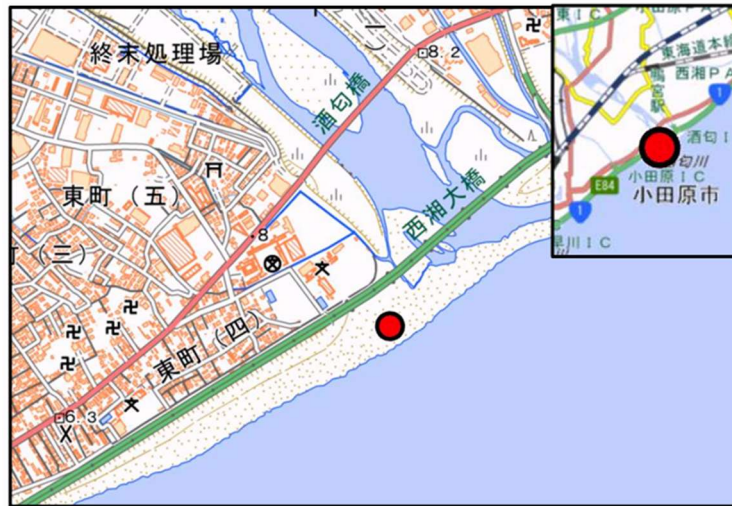 終末処理場
酒匂橋
8.2
東町（五）
西湘大橋
8
(三)
東町（四）
6.3
東IC
小田原PA
東海道本線
鴨宮駅
西湘PA
1
酒匂I
匂川
小田原IC
E84
小田原市
1
早川IC